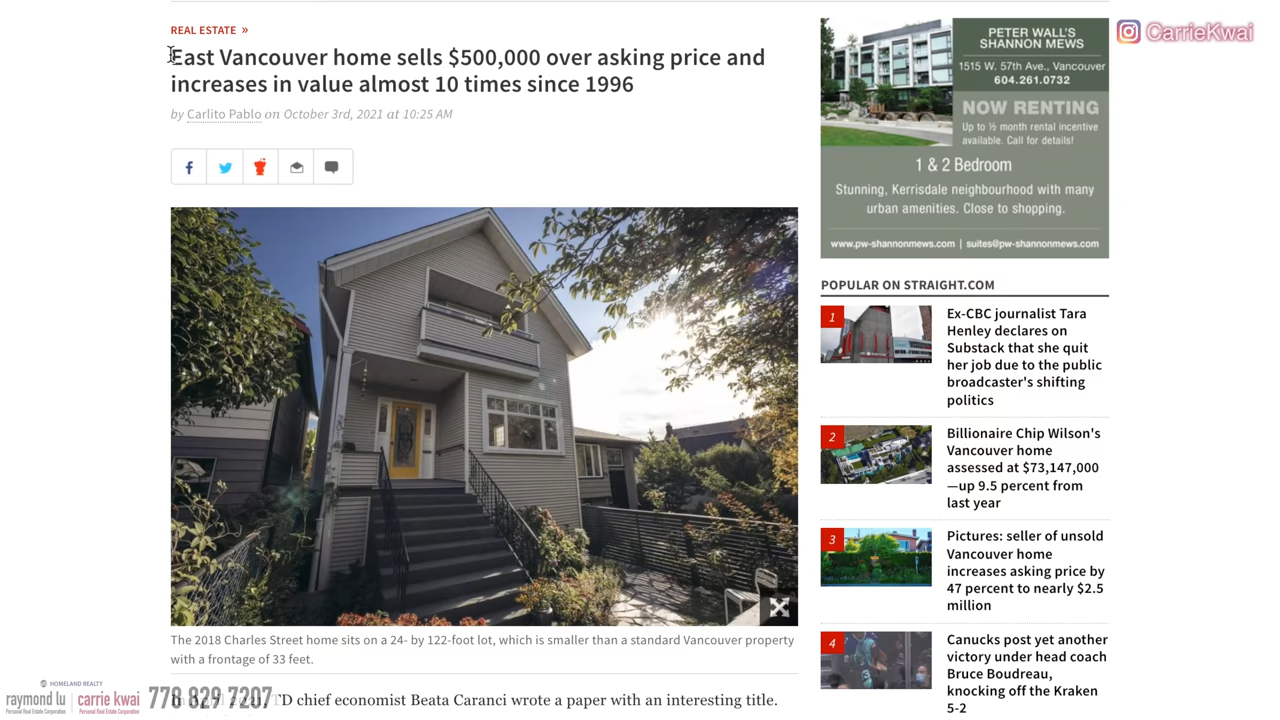 REAL ESTATE »
East Vancouver home sells $500,000 over asking price and
increases in value almost 10 times since 1996
by Carlito Pablo on October 3rd, 2021 at 10:25 AM
The 2018 Charles Street home sits on a 24- by 122-foot lot, which is smaller than a standard Vancouver property
with a frontage of 33 feet.
TD chief economist Beata Caranci wrote a paper with an interesting title.
PETER WALL'S
SHANNON MEWS
1515 W. 57th Ave., Vancouver
604.261.0732
NOW RENTING
Up to ½ month rental incentive
available. Call for details!
1 & 2 Bedroom
Stunning, Kerrisdale neighbourhood with many
urban amenities. Close to shopping.
www.pw-shannonmews.com | suites@pw-shannonmews.com
CarrieKwai
POPULAR ON STRAIGHT.COM
1
Ex-CBC journalist Tara
Henley declares on
Substack that she quit
her job due to the public
broadcaster's shifting
politics
2
Billionaire Chip Wilson's
Vancouver home
assessed at $73,147,000
—up 9.5 percent from
last year
3
Pictures: seller of unsold
Vancouver home
increases asking price by
47 percent to nearly $2.5
million
4
Canucks post yet another
victory under head coach
Bruce Boudreau,
knocking off the Kraken
5-2
HOMELAND REALTY
raymond lu | carrie kwai 778 829 7207
Personal Real Estate Corporation Personal Real Estate Corporation